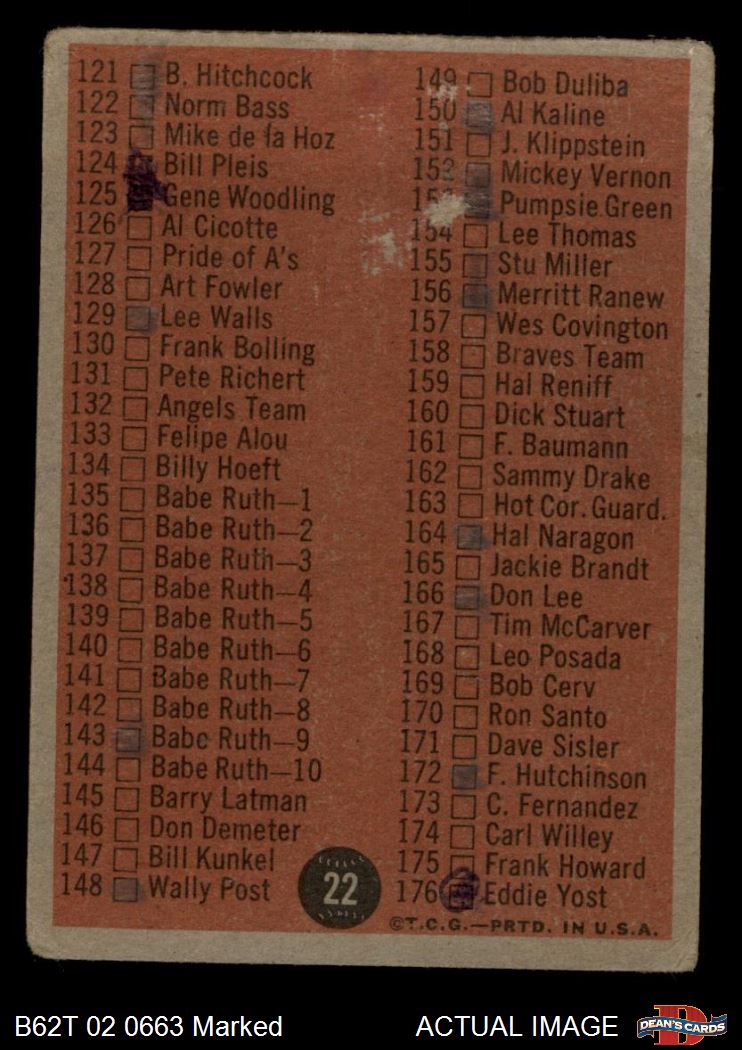 121 B. Hitchcock
122 Norm Bass
123 Mike de la Hoz
124 Bill Pleis
125 Gene Woodling
126 Al Cicotte
127 Pride of A's
128 Art Fowler
129 Lee Walls
130 Frank Bolling
131 Pete Richert
132 Angels Team
133 Felipe Alou
134 Billy Hoeft
135 Babe Ruth—1
136 Babe Ruth—2
137 Babe Ruth—3
138 Babe Ruth—4
139 Babe Ruth—5
140 Babe Ruth—6
141 Babe Ruth—7
142 Babe Ruth—8
143 Babe Ruth—9
144 Babe Ruth—10
145 Barry Latman
146 Don Demeter
147 Bill Kunkel
148 Wally Post
149 Bob Duliba
150 Al Kaline
151 J. Klippstein
152 Mickey Vernon
153 Pumpsie Green
154 Lee Thomas
155 Stu Miller
156 Merritt Ranew
157 Wes Covington
158 Braves Team
159 Hal Reniff
160 Dick Stuart
161 F. Baumann
162 Sammy Drake
163 Hot Cor. Guard.
164 Hal Naragon
165 Jackie Brandt
166 Don Lee
167 Tim McCarver
168 Leo Posada
169 Bob Cerv
170 Ron Santo
171 Dave Sisler
172 F. Hutchinson
173 C. Fernandez
174 Carl Willey
175 Frank Howard
176 Eddie Yost
22
©T.C.G.—PRTD. IN U.S.A.
B62T 02 0663 Marked
ACTUAL IMAGE
DEAN'S CARDS